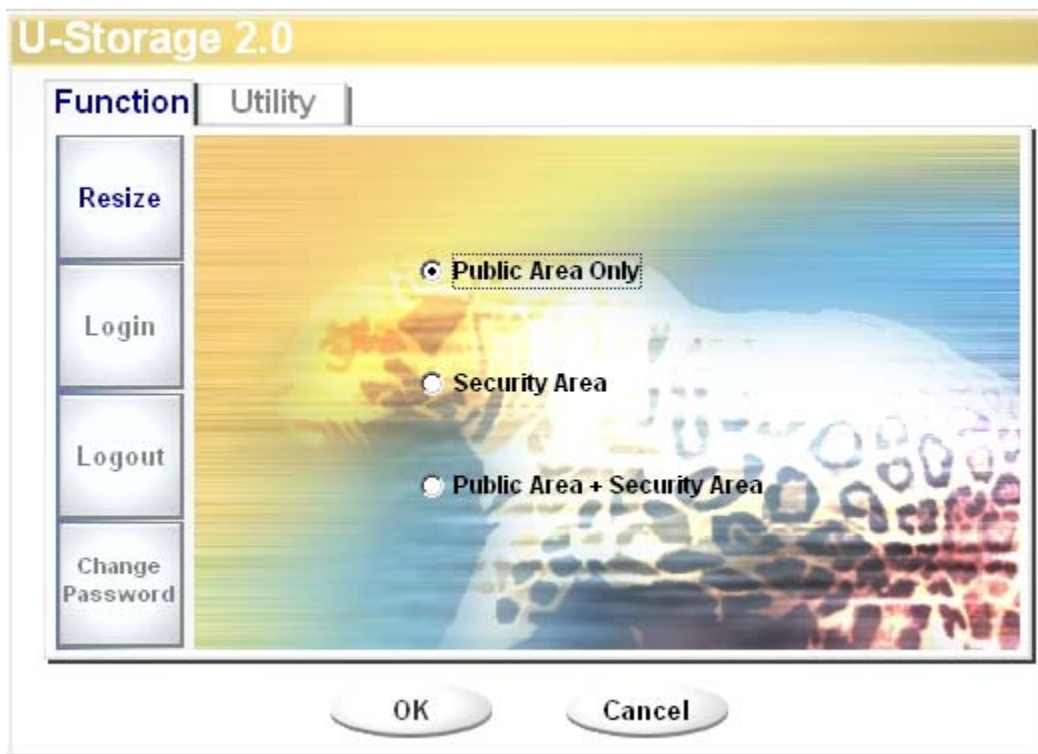 U-Storage 2.0
Function
Utility
Resize
Login
Logout
Change
Password
Public Area Only
Security Area
Public Area + Security Area
OK
Cancel